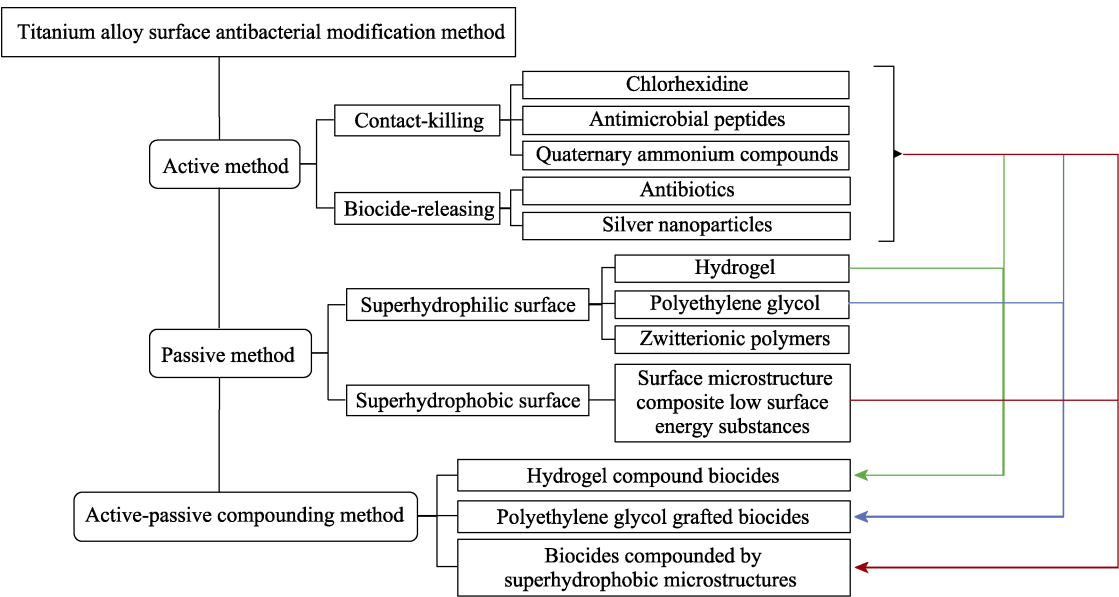 Titanium alloy surface antibacterial modification method
Chlorhexidine
Contact-killing
Antimicrobial peptides
Active method
Quaternary ammonium compounds
Biocide-releasing
Antibiotics
Silver nanoparticles
Hydrogel
Superhydrophilic surface
Polyethylene glycol
Passive method
Zwitterionic polymers
Superhydrophobic surface
Surface microstructure
composite low surface
energy substances
Hydrogel compound biocides
Active-passive compounding method
Polyethylene glycol grafted biocides
Biocides compounded by
superhydrophobic microstructures